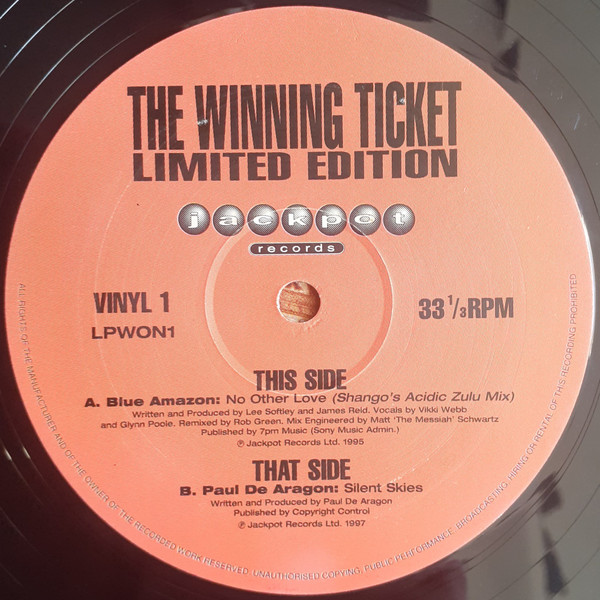 THE WINNING TICKET
LIMITED EDITION
jackpot
records
VINYL 1
33 1/3 RPM
LPWON1
THIS SIDE
A. Blue Amazon: No Other Love (Shango's Acidic Zulu Mix)
Written and Produced by Lee Softley and James Reid. Vocals by Vikki Webb
and Glynn Poole. Remixed by Rob Green. Mix Engineered by Matt 'The Messiah' Schwartz
Published by 7pm Music (Sony Music Admin.)
℗ Jackpot Records Ltd. 1995
THAT SIDE
B. Paul De Aragon: Silent Skies
Written and Produced by Paul De Aragon
Published by Copyright Control
℗ Jackpot Records Ltd. 1997
ALL RIGHTS OF THE MANUFACTURER AND OF THE OWNER OF THE RECORDED WORK RESERVED. UNAUTHORISED COPYING, PUBLIC PERFORMANCE, BROADCASTING, HIRING OR RENTAL OF THIS RECORDING PROHIBITED